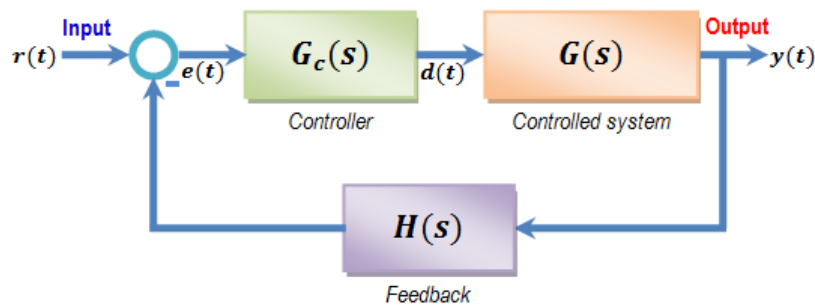 Input
r(t)
e(t)
-
G_c(s)
Controller
d(t)
G(s)
Controlled system
Output
y(t)
H(s)
Feedback